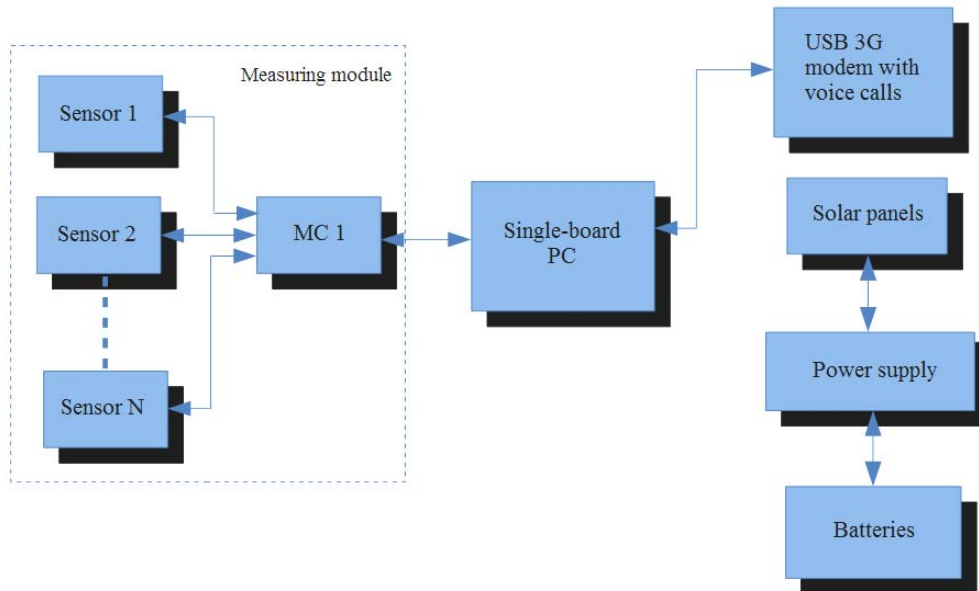 Measuring module
Sensor 1
Sensor 2
Sensor N
MC 1
Single-board
PC
USB 3G
modem with
voice calls
Solar panels
Power supply
Batteries